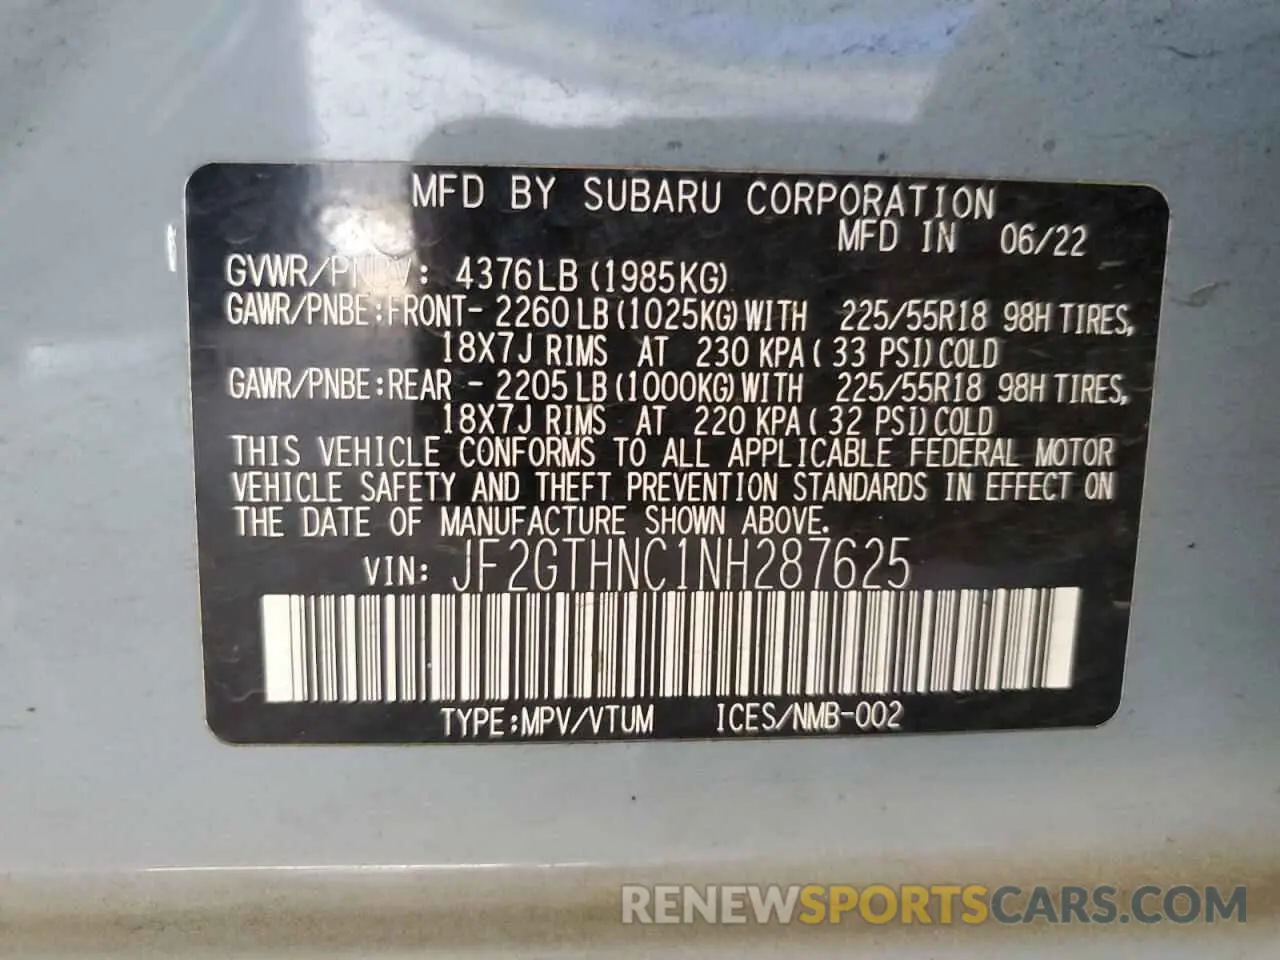 MFD BY SUBARU CORPORATION
MFD IN 06/22
GVWR/PNBV: 4376LB (1985KG)
GAWR/PNBE:FRONT- 2260LB (1025KG) WITH 225/55R18 98H TIRES,
18X7J RIMS AT 230 KPA ( 33 PSI) COLD
GAWR/PNBE:REAR - 2205LB (1000KG) WITH 225/55R18 98H TIRES,
18X7J RIMS AT 220 KPA ( 32 PSI) COLD
THIS VEHICLE CONFORMS TO ALL APPLICABLE FEDERAL MOTOR
VEHICLE SAFETY AND THEFT PREVENTION STANDARDS IN EFFECT ON
THE DATE OF MANUFACTURE SHOWN ABOVE.
VIN: JF2GTHNC1NH287625
TYPE:MPV/VTUM ICES/NMB-002
RENEWSPORTSCARS.COM